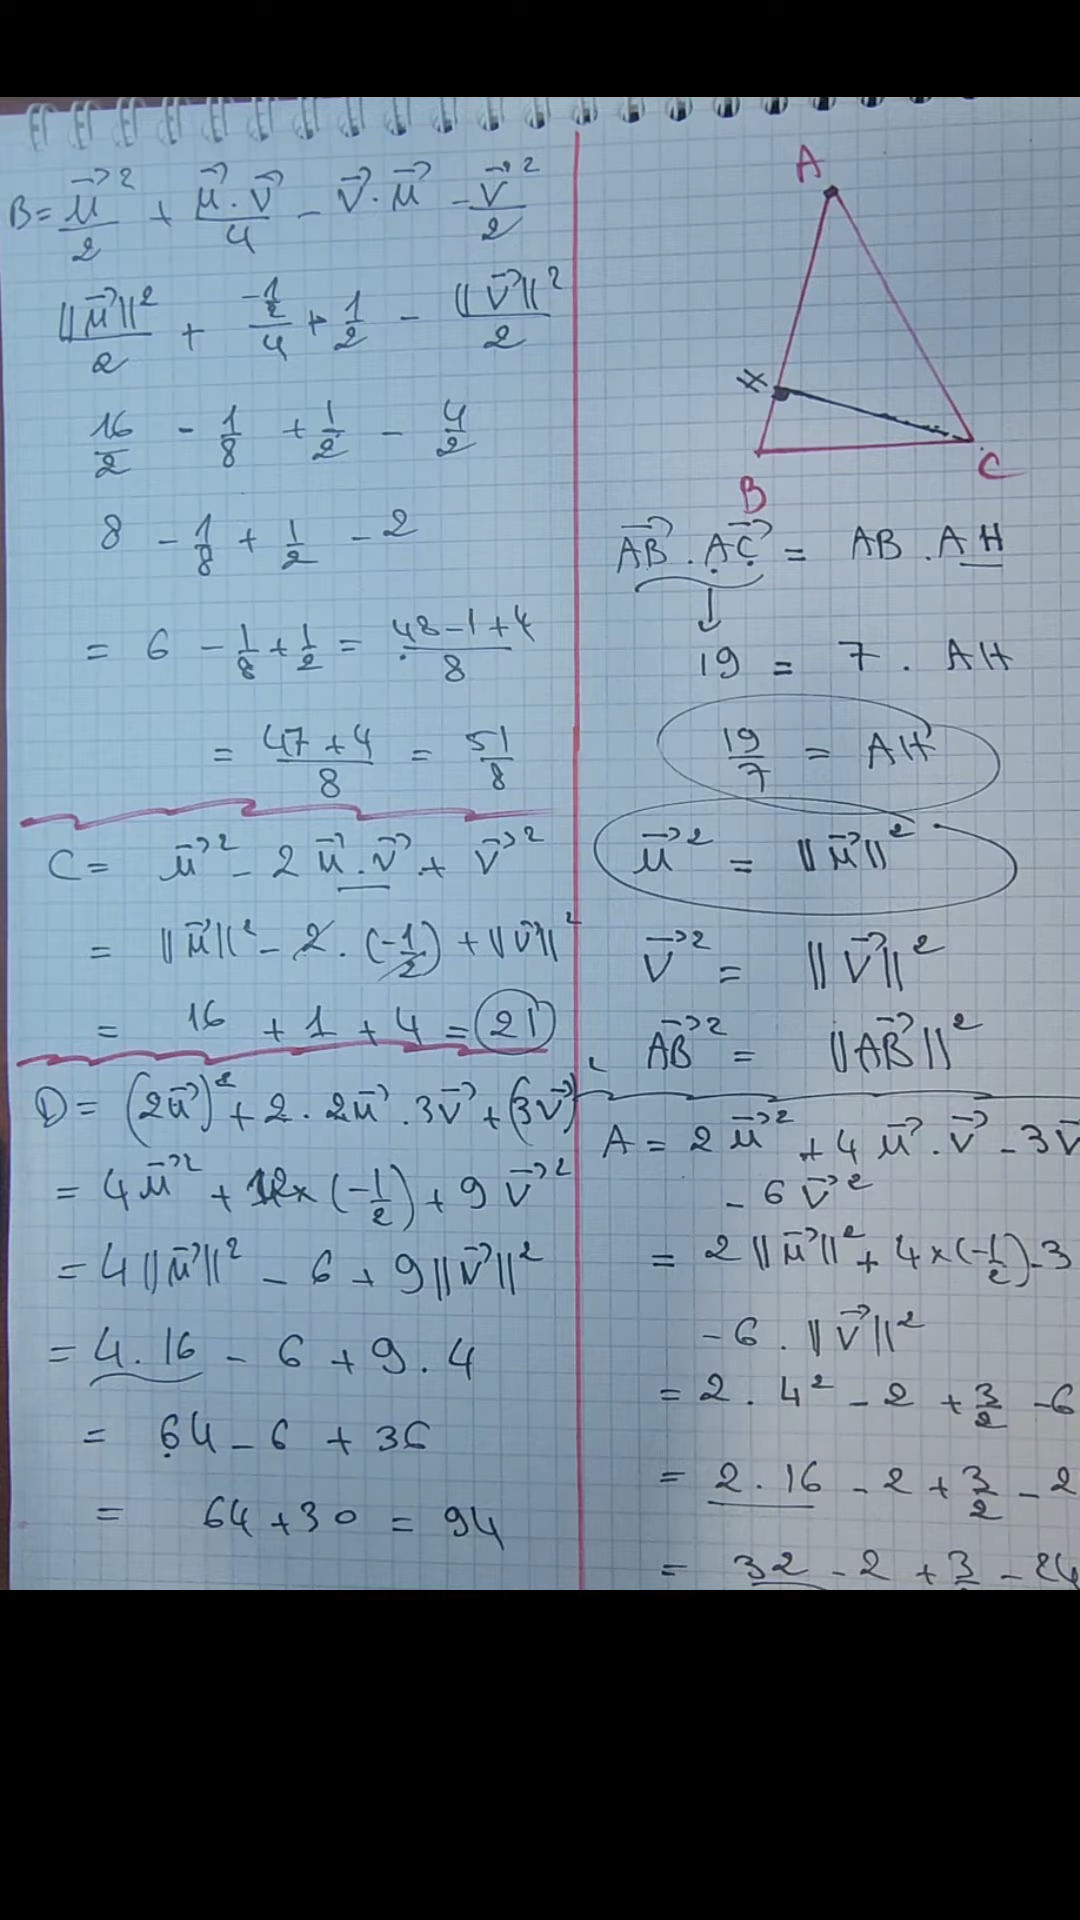 B = u⃗²/2 + u⃗.v⃗/4 - v⃗.u⃗ - v⃗²/2
||u⃗||²/2 + (-1/2)/4 + 1/2 - ||v⃗||²/2
16/2 - 1/8 + 1/2 - 4/2
8 - 1/8 + 1/2 - 2
= 6 - 1/8 + 1/2 = (48-1+4)/8
= (47+4)/8 = 51/8
C = u⃗² - 2 u⃗.v⃗ + v⃗²
= ||u⃗||² - 2.(-1/2) + ||v⃗||²
= 16 + 1 + 4 = 21
D = (2u⃗)² + 2.2u⃗.3v⃗ + (3v⃗)
= 4u⃗² + 12×(-1/2) + 9v⃗²
= 4||u⃗||² - 6 + 9||v⃗||²
= 4.16 - 6 + 9.4
= 64 - 6 + 36
= 64 + 30 = 94
A
H
B
C
AB⃗.AC⃗ = AB.AH
19 = 7.AH
19/7 = AH
u⃗² = ||u⃗||²
v⃗² = ||v⃗||²
AB⃗² = ||AB⃗||²
A = 2u⃗² + 4u⃗.v⃗ - 3v⃗
- 6v⃗²
= 2||u⃗||² + 4×(-1/2) - 3
- 6.||v⃗||²
= 2.4² - 2 + 3/2 - 6
= 2.16 - 2 + 3/2 - 2
= 32 - 2 + 3 - 24